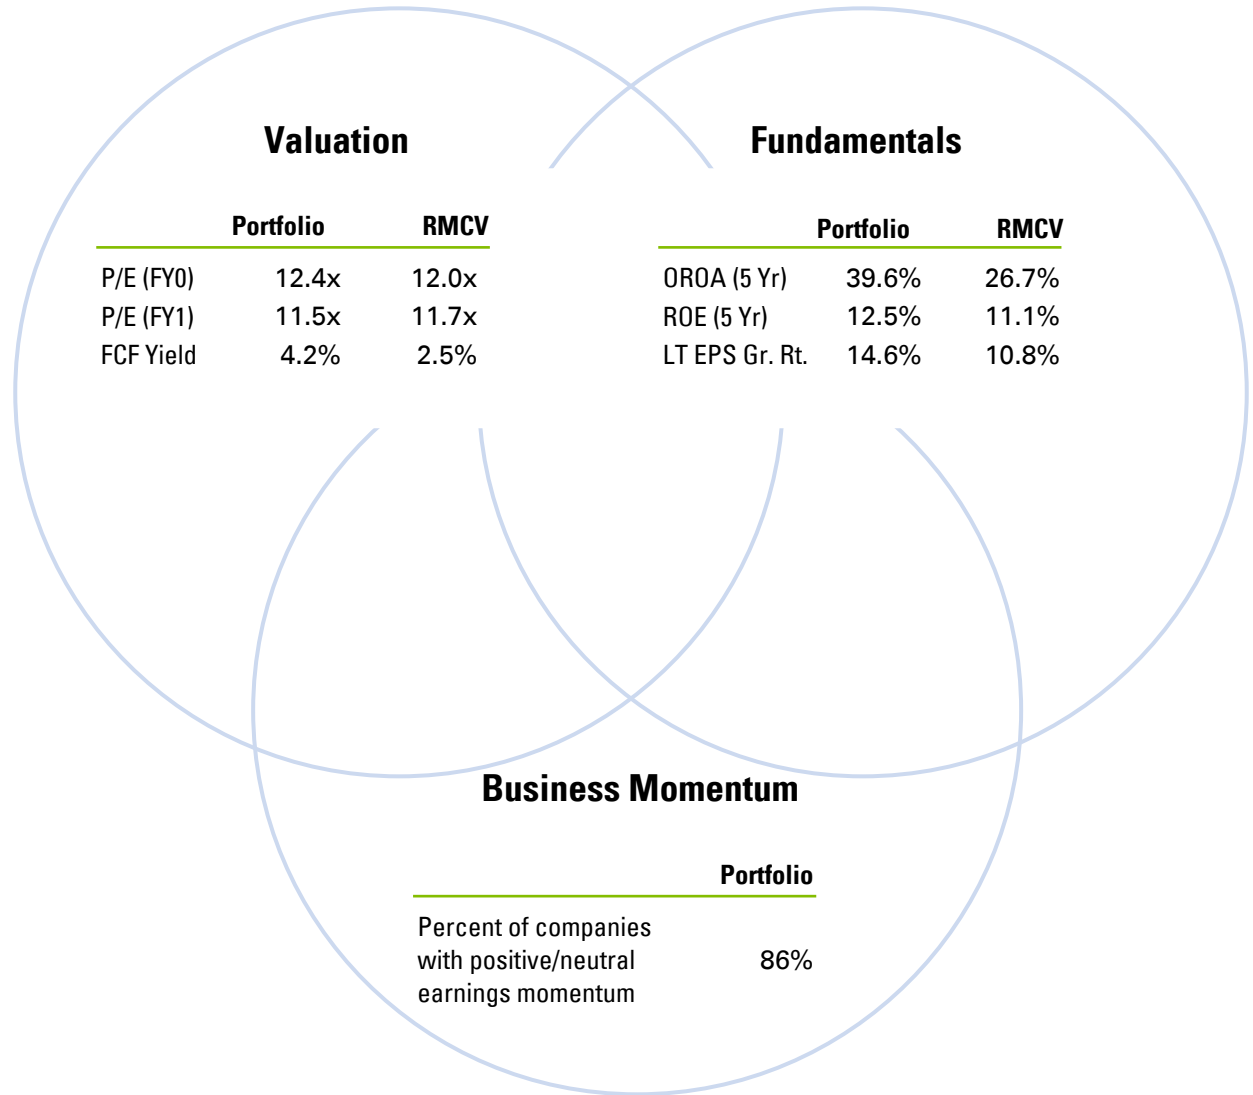 Valuation
Portfolio RMCV
P/E (FY0) 12.4x 12.0x
P/E (FY1) 11.5x 11.7x
FCF Yield 4.2% 2.5%
Fundamentals
Portfolio RMCV
OROA (5 Yr) 39.6% 26.7%
ROE (5 Yr) 12.5% 11.1%
LT EPS Gr. Rt. 14.6% 10.8%
Business Momentum
Portfolio
Percent of companies
with positive/neutral 86%
earnings momentum